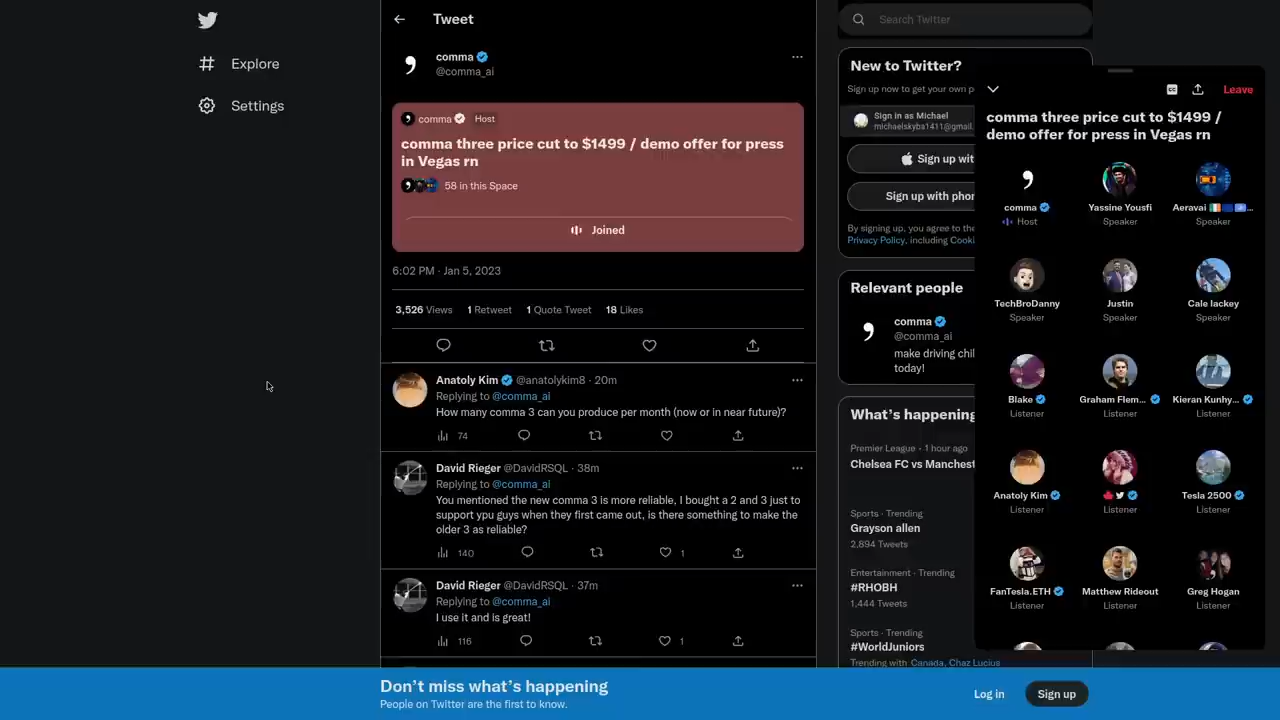 Explore
Settings
Tweet
comma
@comma_ai
comma Host
comma three price cut to $1499 / demo offer for press
in Vegas rn
58 in this Space
Joined
6:02 PM · Jan 5, 2023
3,526 Views 1 Retweet 1 Quote Tweet 18 Likes
Anatoly Kim @anatolykim8 · 20m
Replying to @comma_ai
How many comma 3 can you produce per month (now or in near future)?
74
David Rieger @DavidRSQL · 38m
Replying to @comma_ai
You mentioned the new comma 3 is more reliable, I bought a 2 and 3 just to
support ypu guys when they first came out, is there something to make the
older 3 as reliable?
140 1
David Rieger @DavidRSQL · 37m
Replying to @comma_ai
I use it and is great!
116 1
Search Twitter
New to Twitter?
Sign up now to get your own p
Sign in as Michael
michaelskyba1411@gmail.
Sign up wit
Sign up with phor
By signing up, you agree to the
Privacy Policy, including Cooki
Relevant people
comma
@comma_ai
make driving chil
today!
What's happening
Premier League · 1 hour ago
Chelsea FC vs Manchest
Sports · Trending
Grayson allen
2,894 Tweets
Entertainment · Trending
#RHOBH
1,444 Tweets
Sports · Trending
#WorldJuniors
Trending with Canada, Chaz Lucius
CC
Leave
comma three price cut to $1499 /
demo offer for press in Vegas rn
comma Yassine Yousfi Aeravai
Host Speaker Speaker
TechBroDanny Justin Cale lackey
Speaker Speaker Speaker
Blake Graham Flem... Kieran Kunhy...
Listener Listener Listener
Anatoly Kim Tesla 2500
Listener Listener Listener
FanTesla.ETH Matthew Rideout Greg Hogan
Listener Listener Listener
Don't miss what's happening
People on Twitter are the first to know.
Log in
Sign up